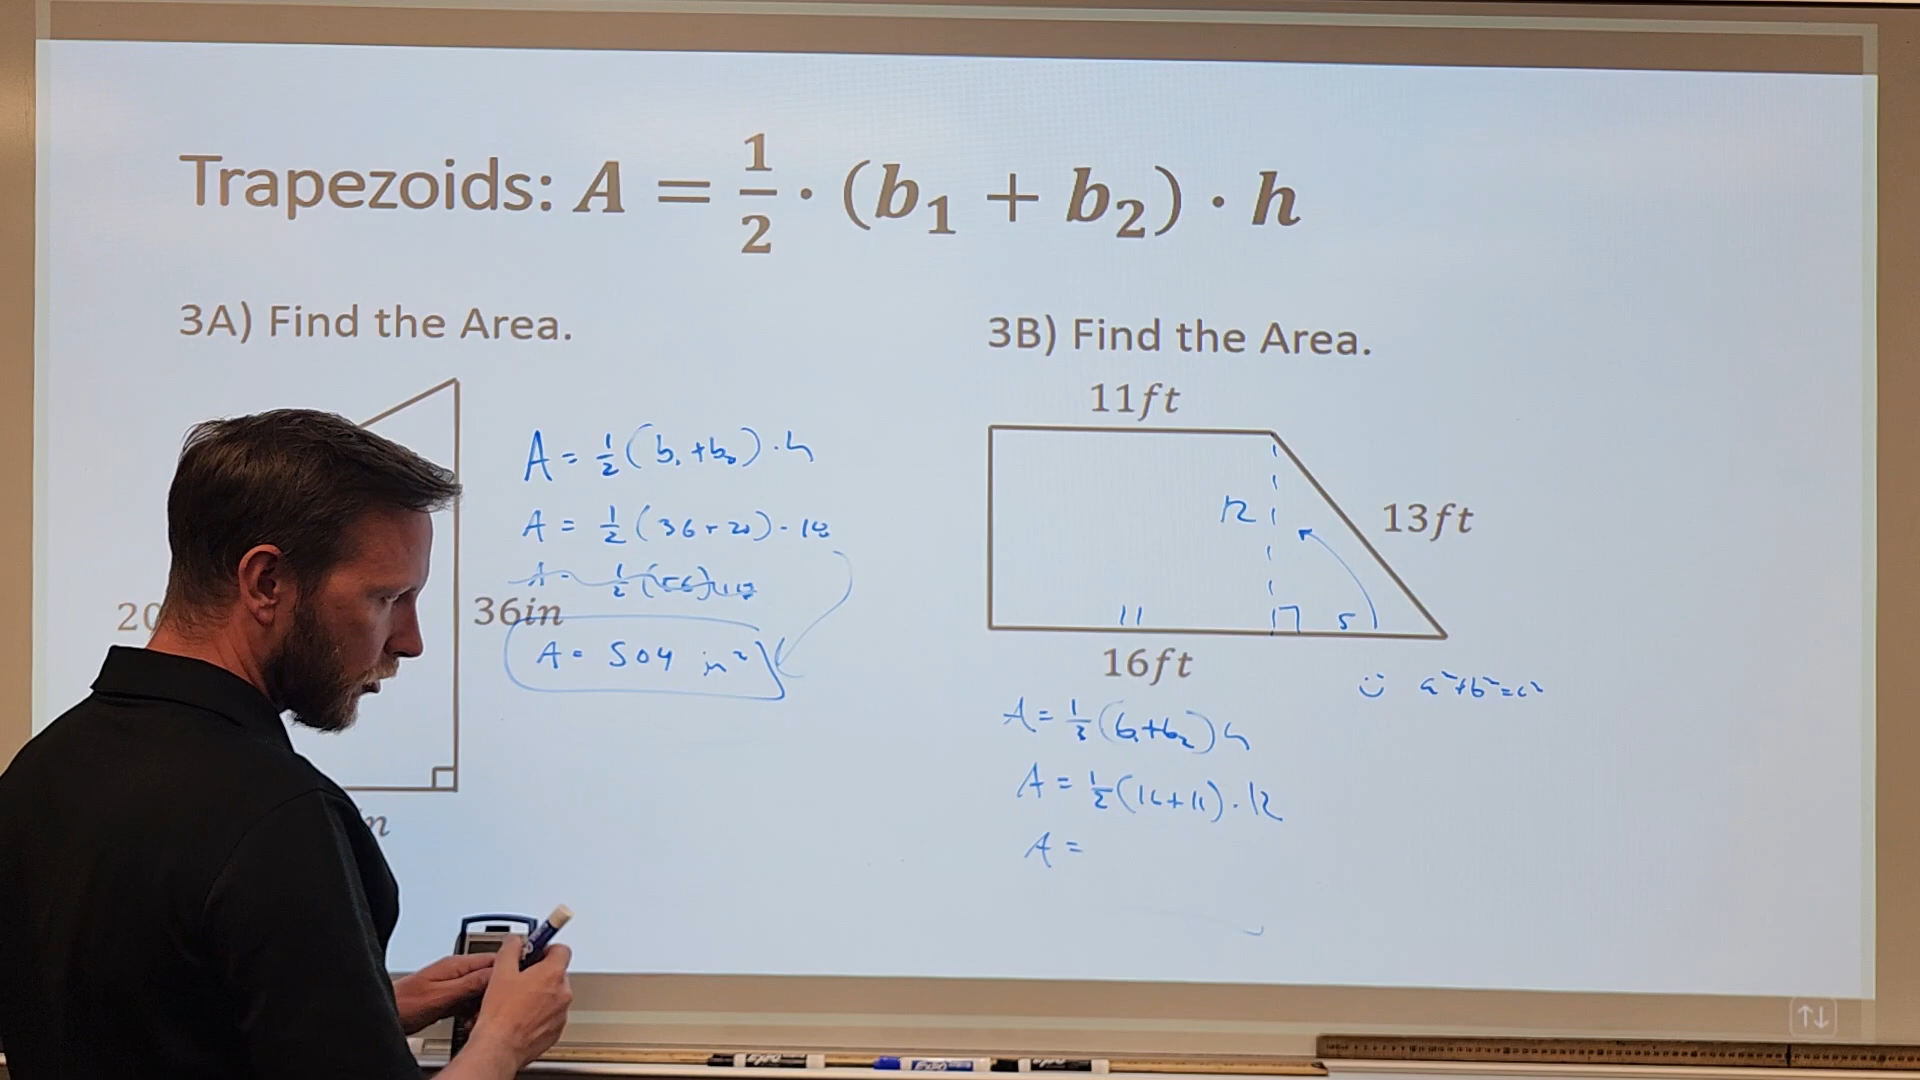 Trapezoids: A = 1/2 · (b₁ + b₂) · h
3A) Find the Area.
20
36in
n
A = 1/2 (b₁ + b₂) · h
A = 1/2 (36 + 20) · 18
A = 504 in²
3B) Find the Area.
11ft
12
13ft
11
5
16ft
a² + b² = c²
A = 1/2 (b₁ + b₂) h
A = 1/2 (16 + 11) · 12
A =
EXPO